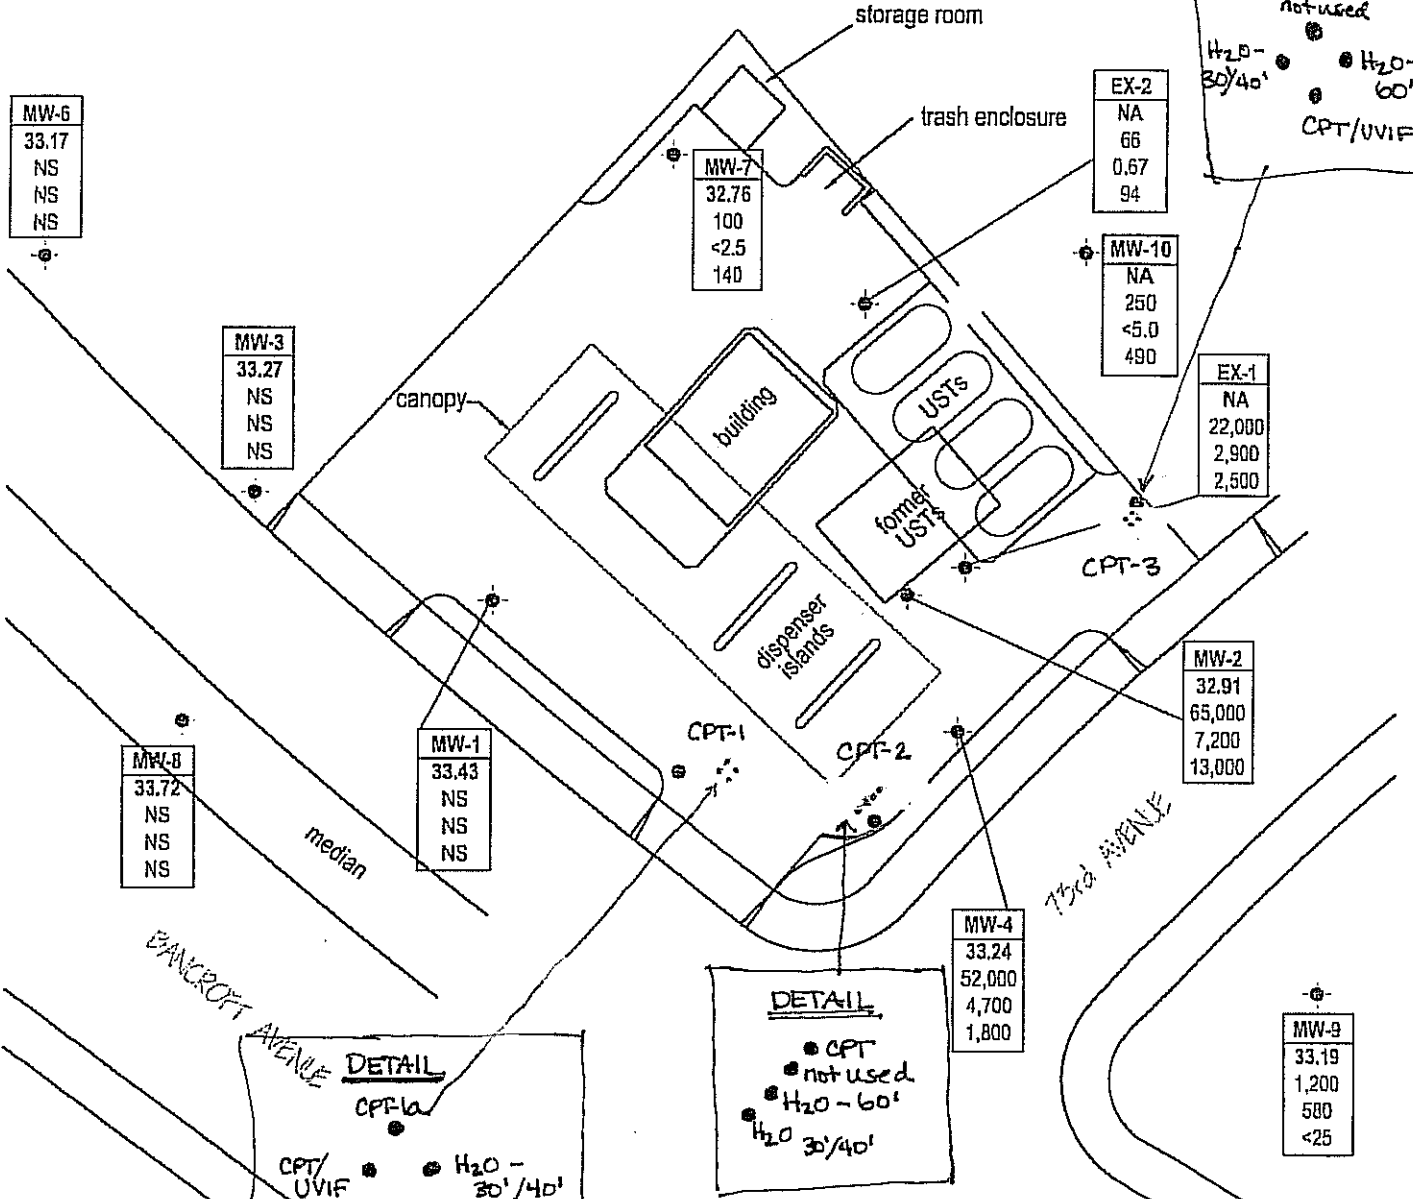 storage room
not used
H₂O-
30'/40'
H₂O-
60'
CPT/UVIF
trash enclosure
EX-2
NA
66
0.67
94
MW-6
33.17
NS
NS
NS
MW-7
32.76
100
<2.5
140
MW-10
NA
250
<5.0
490
MW-3
33.27
NS
NS
NS
EX-1
NA
22,000
2,900
2,500
canopy
building
USTs
former
USTs
CPT-3
dispenser
islands
MW-2
32.91
65,000
7,200
13,000
CPT-1
CPT-2
MW-8
33.72
NS
NS
NS
MW-1
33.43
NS
NS
NS
median
73rd AVENUE
BANCROFT AVENUE
MW-4
33.24
52,000
4,700
1,800
MW-9
33.19
1,200
580
<25
DETAIL
CPT
not used
H₂O-60'
H₂O 30'/40'
DETAIL
CPT-1a
CPT/
UVIF
H₂O-
30'/40'